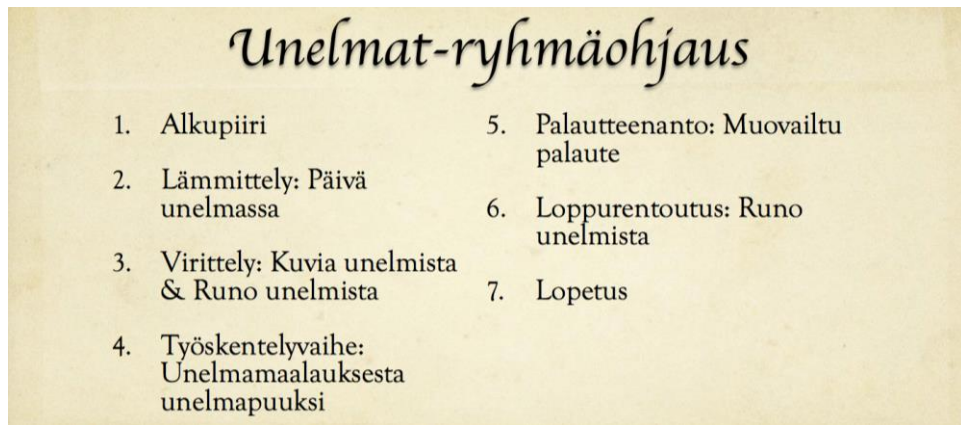 Unelmat-ryhmäohjaus
1. Alkupiiri
2. Lämmittely: Päivä
unelmassa
3. Virittely: Kuvia unelmista
& Runo unelmista
4. Työskentelyvaihe:
Unelmamaalauksesta
unelmapuuksi
5. Palautteenanto: Muovailtu
palaute
6. Loppurentoutus: Runo
unelmista
7. Lopetus